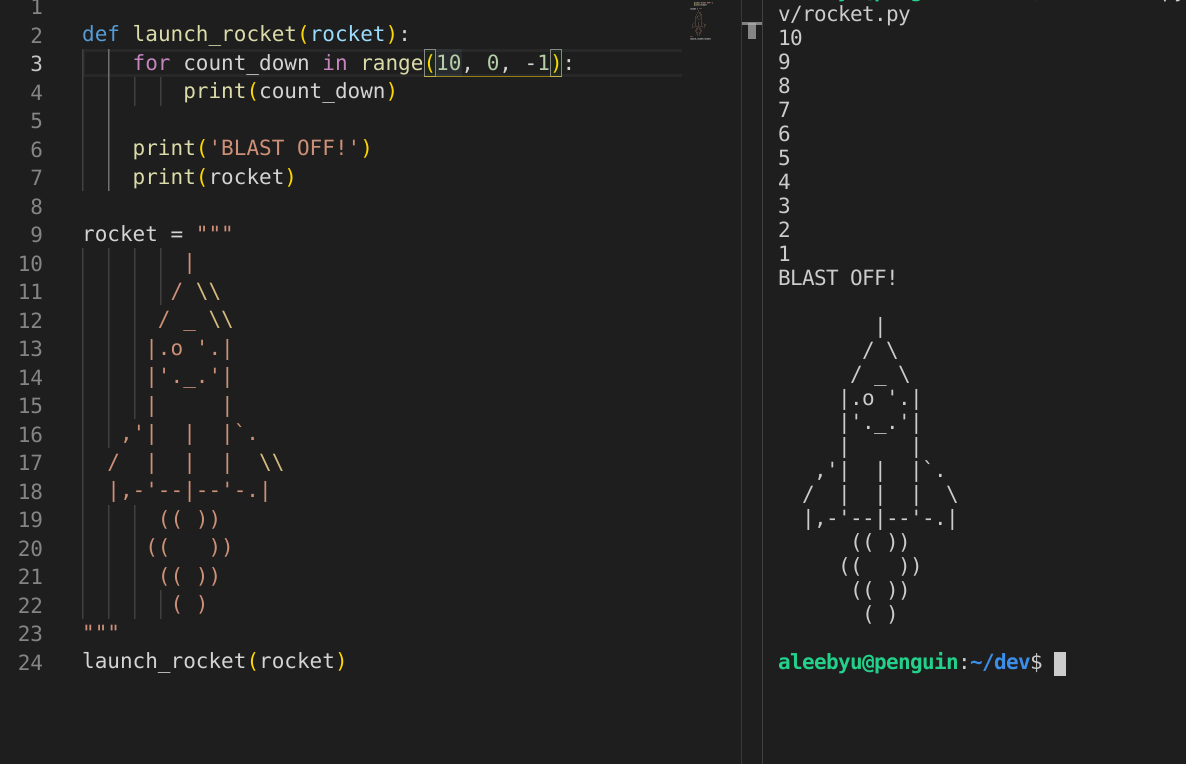 1
2 def launch_rocket(rocket):
3     for count_down in range(10, 0, -1):
4         print(count_down)
5
6     print('BLAST OFF!')
7     print(rocket)
8
9 rocket = """
10         |
11        / \\
12       / _ \\
13      |.o '.|
14      |'._.'|
15      |     |
16    ,'|  |  |`.
17   /  |  |  |  \\
18   |,-'--|--'-.|
19       (( ))
20      ((   ))
21       (( ))
22        ( )
23 """
24 launch_rocket(rocket)
v/rocket.py
10
9
8
7
6
5
4
3
2
1
BLAST OFF!

        |
       / \
      / _ \
     |.o '.|
     |'._.'|
     |     |
   ,'|  |  |`.
  /  |  |  |  \
  |,-'--|--'-.|
      (( ))
     ((   ))
      (( ))
       ( )

aleebyu@penguin:~/dev$